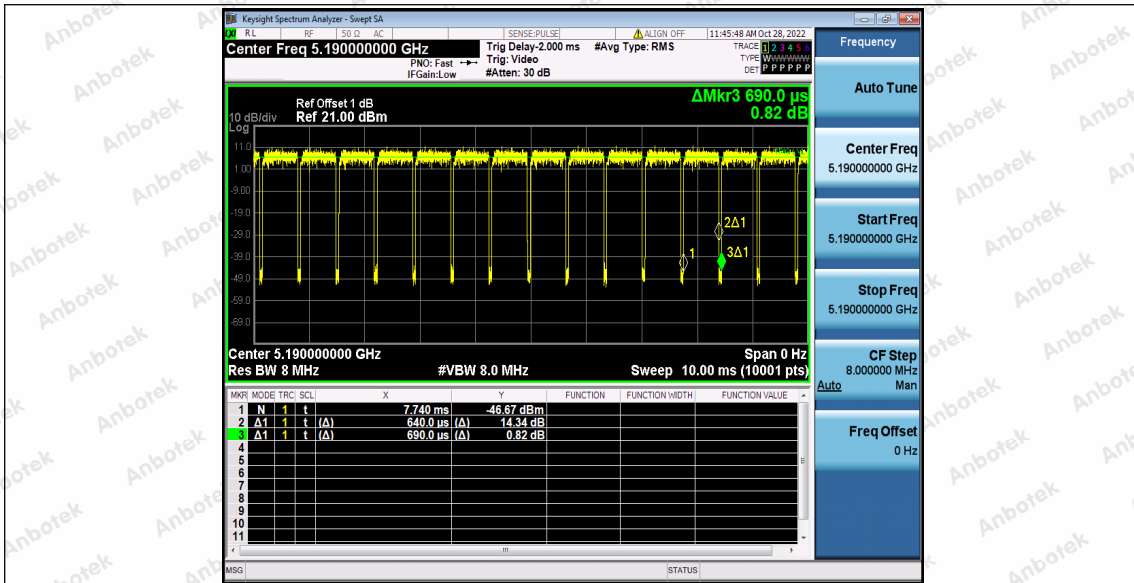 Keysight Spectrum Analyzer - Swept SA
LXI RL RF 50 Ω AC SENSE:PULSE ALIGN OFF 11:45:48 AM Oct 28, 2022
Center Freq 5.190000000 GHz
Trig Delay-2.000 ms #Avg Type: RMS
TRACE 1 2 3 4 5 6
PNO: Fast Trig: Video
TYPE WWWWWW
IFGain:Low #Atten: 30 dB
DET P P P P P P
ΔMkr3 690.0 µs
0.82 dB
Ref Offset 1 dB
10 dB/div Ref 21.00 dBm
Log
11.0
1.00
-9.00
-19.0
-29.0
-39.0
-49.0
-59.0
-69.0
2Δ1
1
3Δ1
Center 5.190000000 GHz Span 0 Hz
Res BW 8 MHz #VBW 8.0 MHz Sweep 10.00 ms (10001 pts)
MKR MODE TRC SCL X Y FUNCTION FUNCTION WIDTH FUNCTION VALUE
1 N 1 t 7.740 ms -46.67 dBm
2 Δ1 1 t (Δ) 640.0 µs (Δ) 14.34 dB
3 Δ1 1 t (Δ) 690.0 µs (Δ) 0.82 dB
4
5
6
7
8
9
10
11
MSG STATUS
Frequency
Auto Tune
Center Freq
5.190000000 GHz
Start Freq
5.190000000 GHz
Stop Freq
5.190000000 GHz
CF Step
8.000000 MHz
Auto Man
Freq Offset
0 Hz
Anbotek